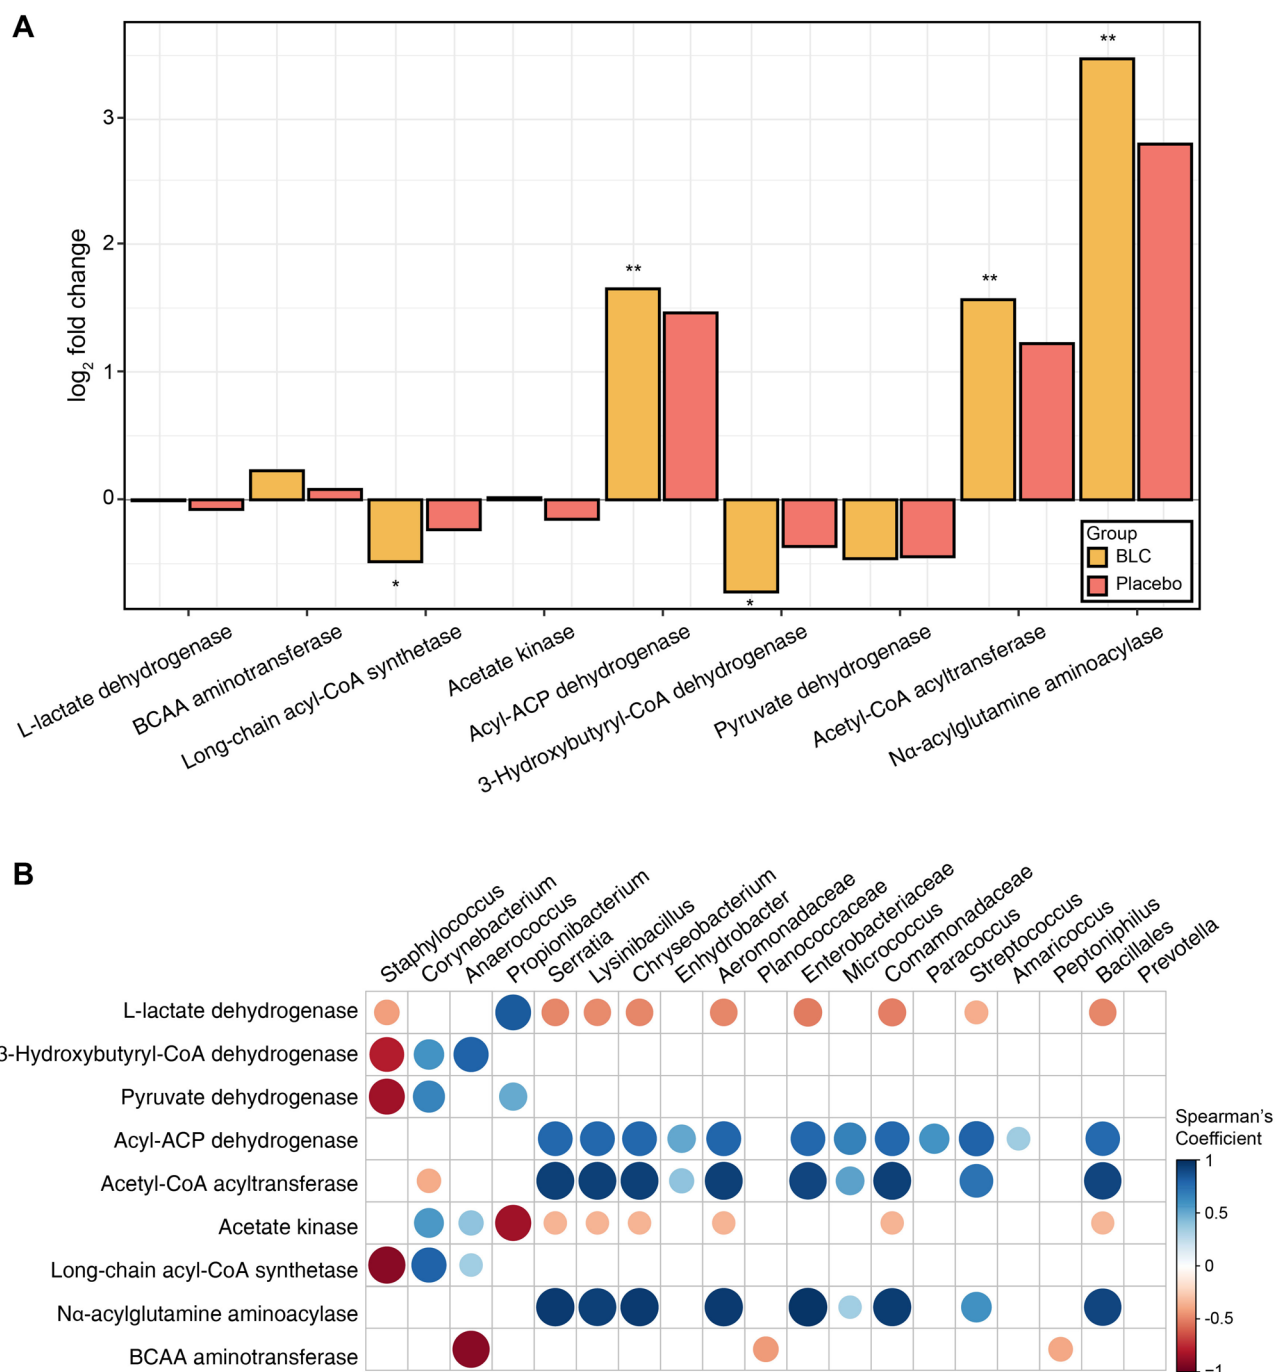 A
**
3
2
**
**
log2 fold change
1
0
*
*
Group
BLC
Placebo
L-lactate dehydrogenase
BCAA aminotransferase
Long-chain acyl-CoA synthetase
Acetate kinase
Acyl-ACP dehydrogenase
3-Hydroxybutyryl-CoA dehydrogenase
Pyruvate dehydrogenase
Acetyl-CoA acyltransferase
Nα-acylglutamine aminoacylase
B
Staphylococcus
Corynebacterium
Anaerococcus
Propionibacterium
Serratia
Lysinibacillus
Chryseobacterium
Enhydrobacter
Aeromonadaceae
Planococcaceae
Enterobacteriaceae
Micrococcus
Comamonadaceae
Paracoccus
Streptococcus
Amaricoccus
Peptoniphilus
Bacillales
Prevotella
L-lactate dehydrogenase
3-Hydroxybutyryl-CoA dehydrogenase
Pyruvate dehydrogenase
Acyl-ACP dehydrogenase
Acetyl-CoA acyltransferase
Acetate kinase
Long-chain acyl-CoA synthetase
Nα-acylglutamine aminoacylase
BCAA aminotransferase
Spearman's
Coefficient
1
0.5
0
-0.5
−1